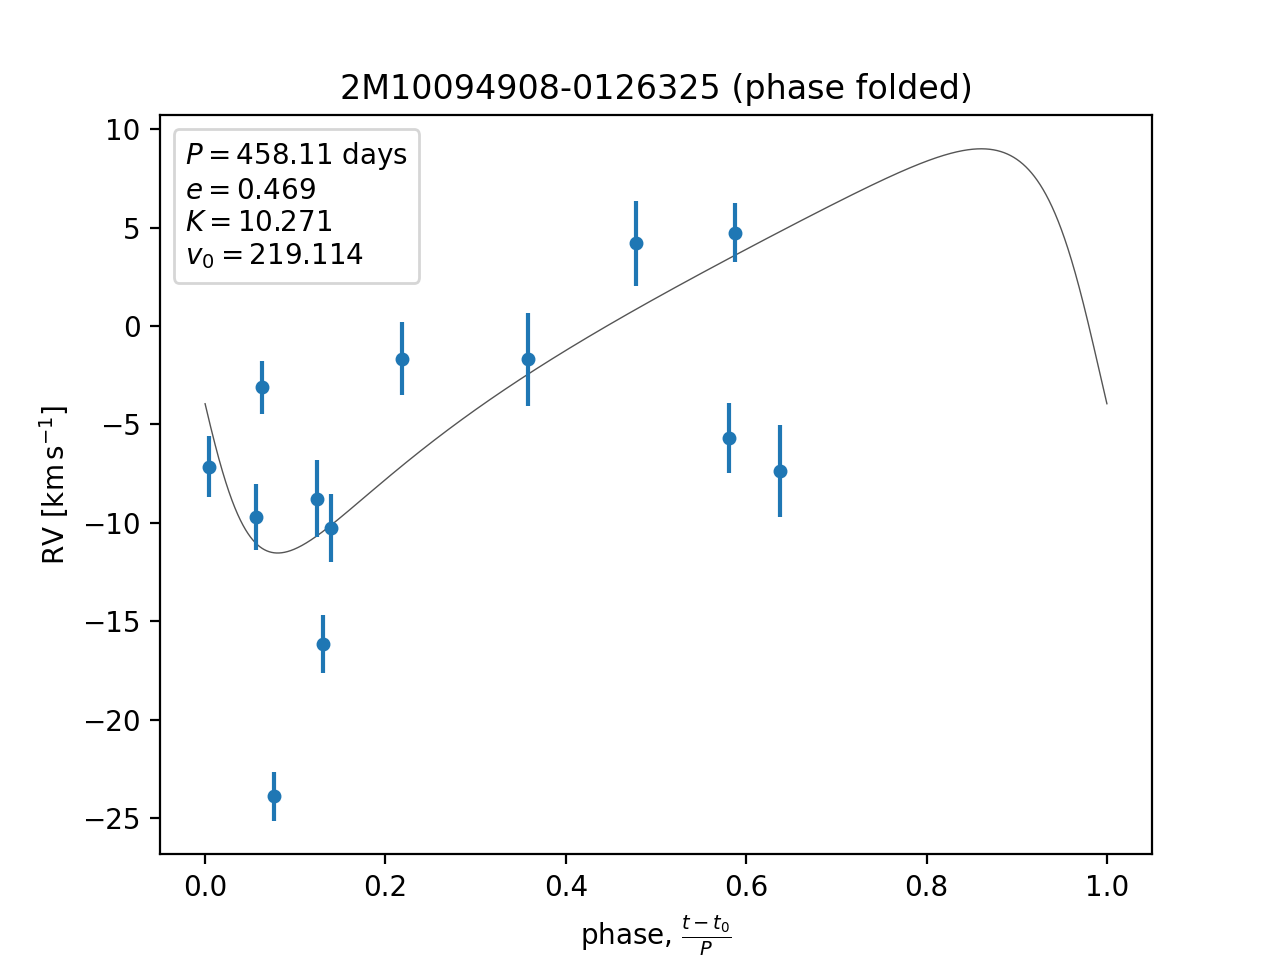 2M10094908-0126325 (phase folded)
P = 458.11 days
e = 0.469
K = 10.271
v₀ = 219.114
10
5
0
−5
−10
−15
−20
−25
RV [km s⁻¹]
0.0 0.2 0.4 0.6 0.8 1.0
phase, (t − t₀)/P